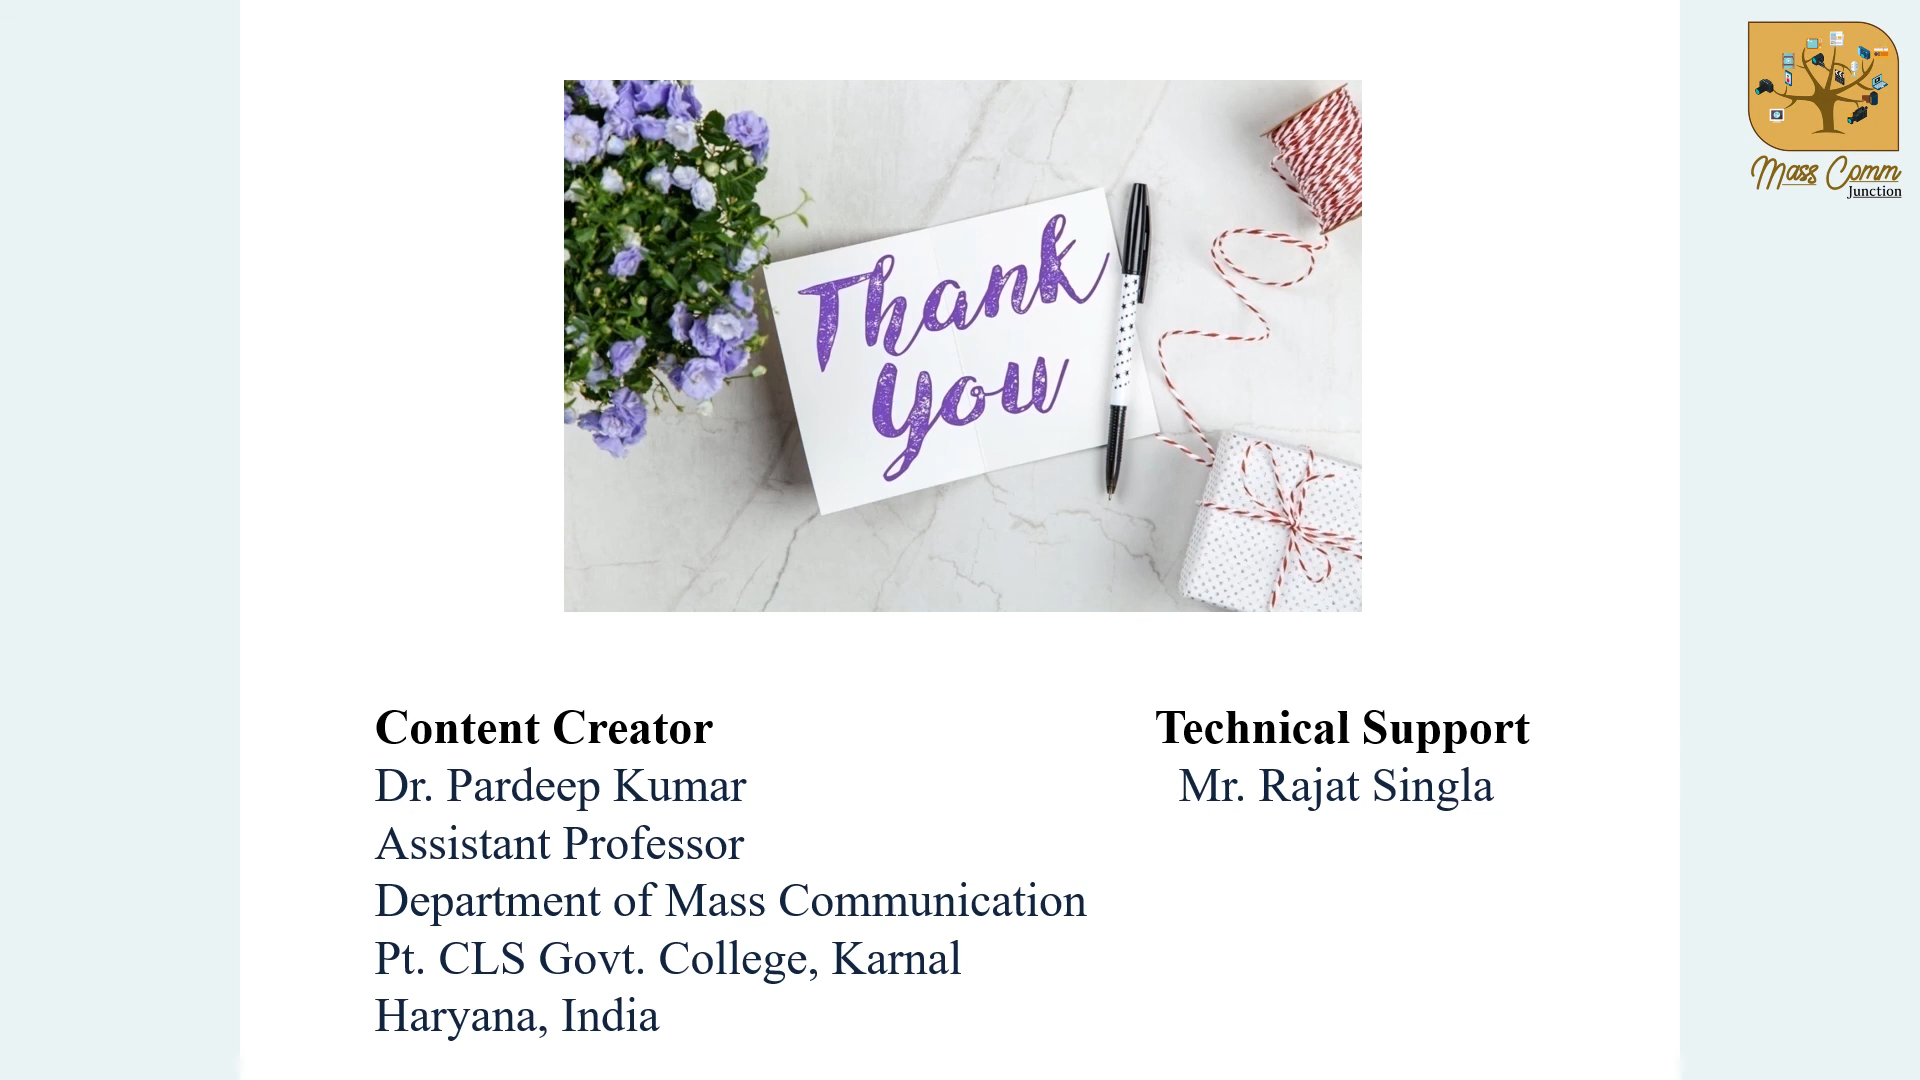 Mass Comm
Junction
Thank
You
Content Creator
Dr. Pardeep Kumar
Assistant Professor
Department of Mass Communication
Pt. CLS Govt. College, Karnal
Haryana, India
Technical Support
Mr. Rajat Singla